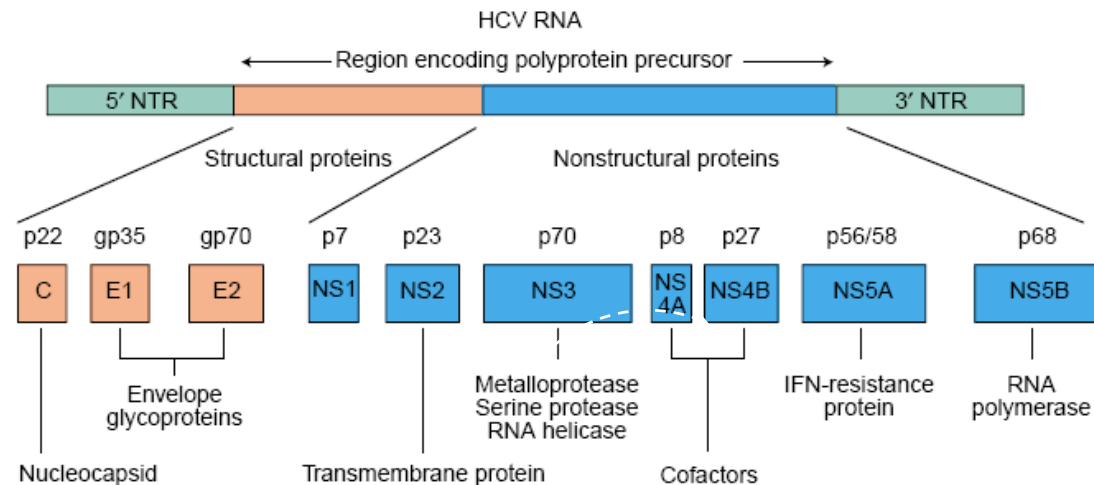 HCV RNA
Region encoding polyprotein precursor
5′ NTR
3′ NTR
Structural proteins
Nonstructural proteins
p22
gp35
gp70
p7
p23
p70
p8
p27
p56/58
p68
C
E1
E2
NS1
NS2
NS3
NS
4A
NS4B
NS5A
NS5B
Envelope
glycoproteins
Metalloprotease
Serine protease
RNA helicase
IFN-resistance
protein
RNA
polymerase
Nucleocapsid
Transmembrane protein
Cofactors